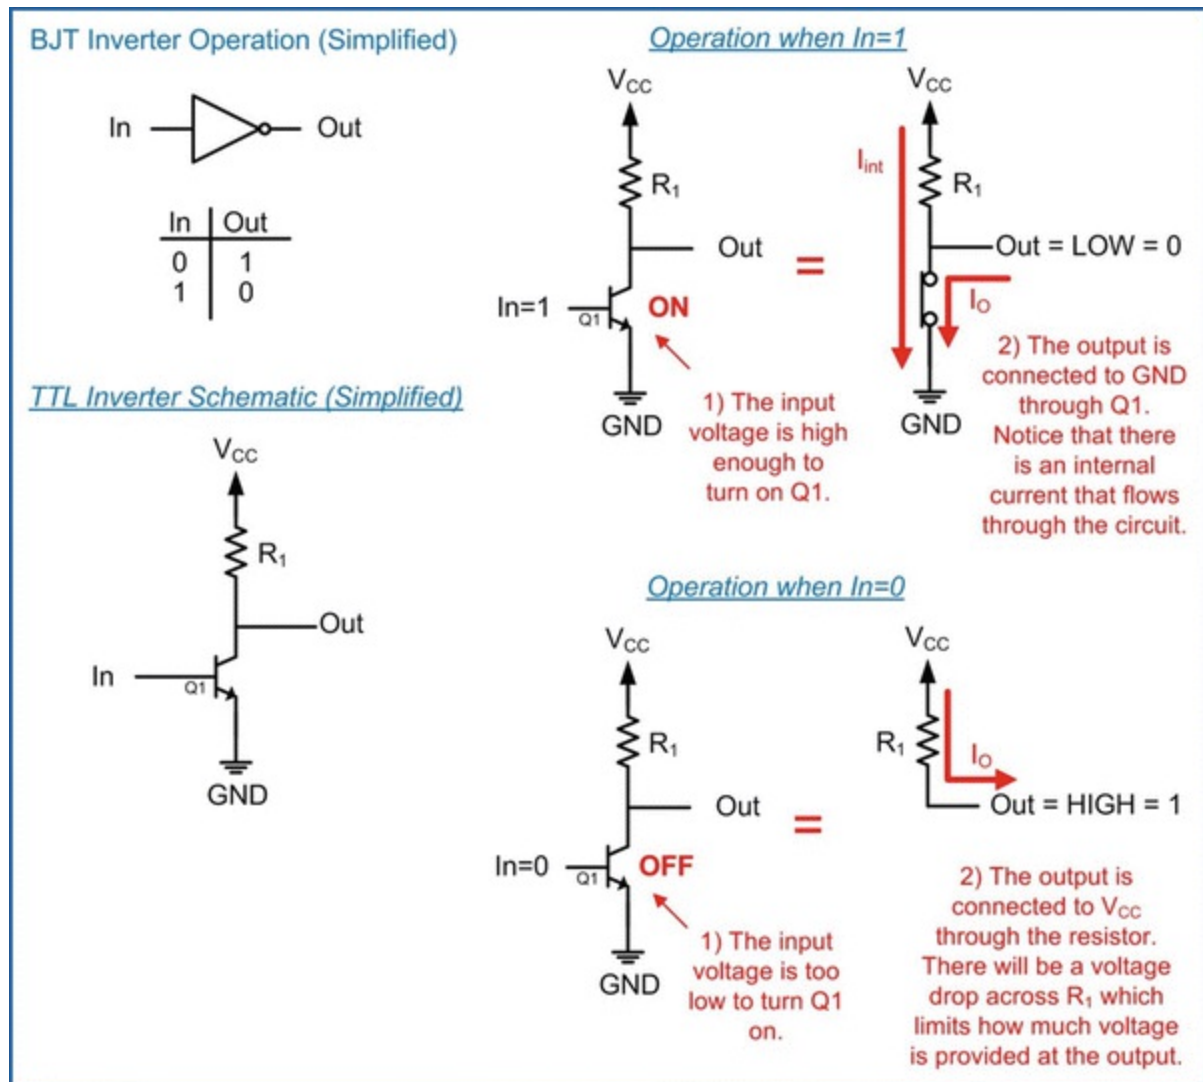 BJT Inverter Operation (Simplified)
In
Out
In Out
0 1
1 0
TTL Inverter Schematic (Simplified)
VCC
R1
Out
In
Q1
GND
Operation when In=1
VCC
R1
Out
In=1
Q1
ON
GND
1) The input
voltage is high
enough to
turn on Q1.
=
VCC
Iint
R1
Out = LOW = 0
IO
GND
2) The output is
connected to GND
through Q1.
Notice that there
is an internal
current that flows
through the circuit.
Operation when In=0
VCC
R1
Out
In=0
Q1
OFF
GND
1) The input
voltage is too
low to turn Q1
on.
=
VCC
R1
IO
Out = HIGH = 1
2) The output is
connected to VCC
through the resistor.
There will be a voltage
drop across R1 which
limits how much voltage
is provided at the output.